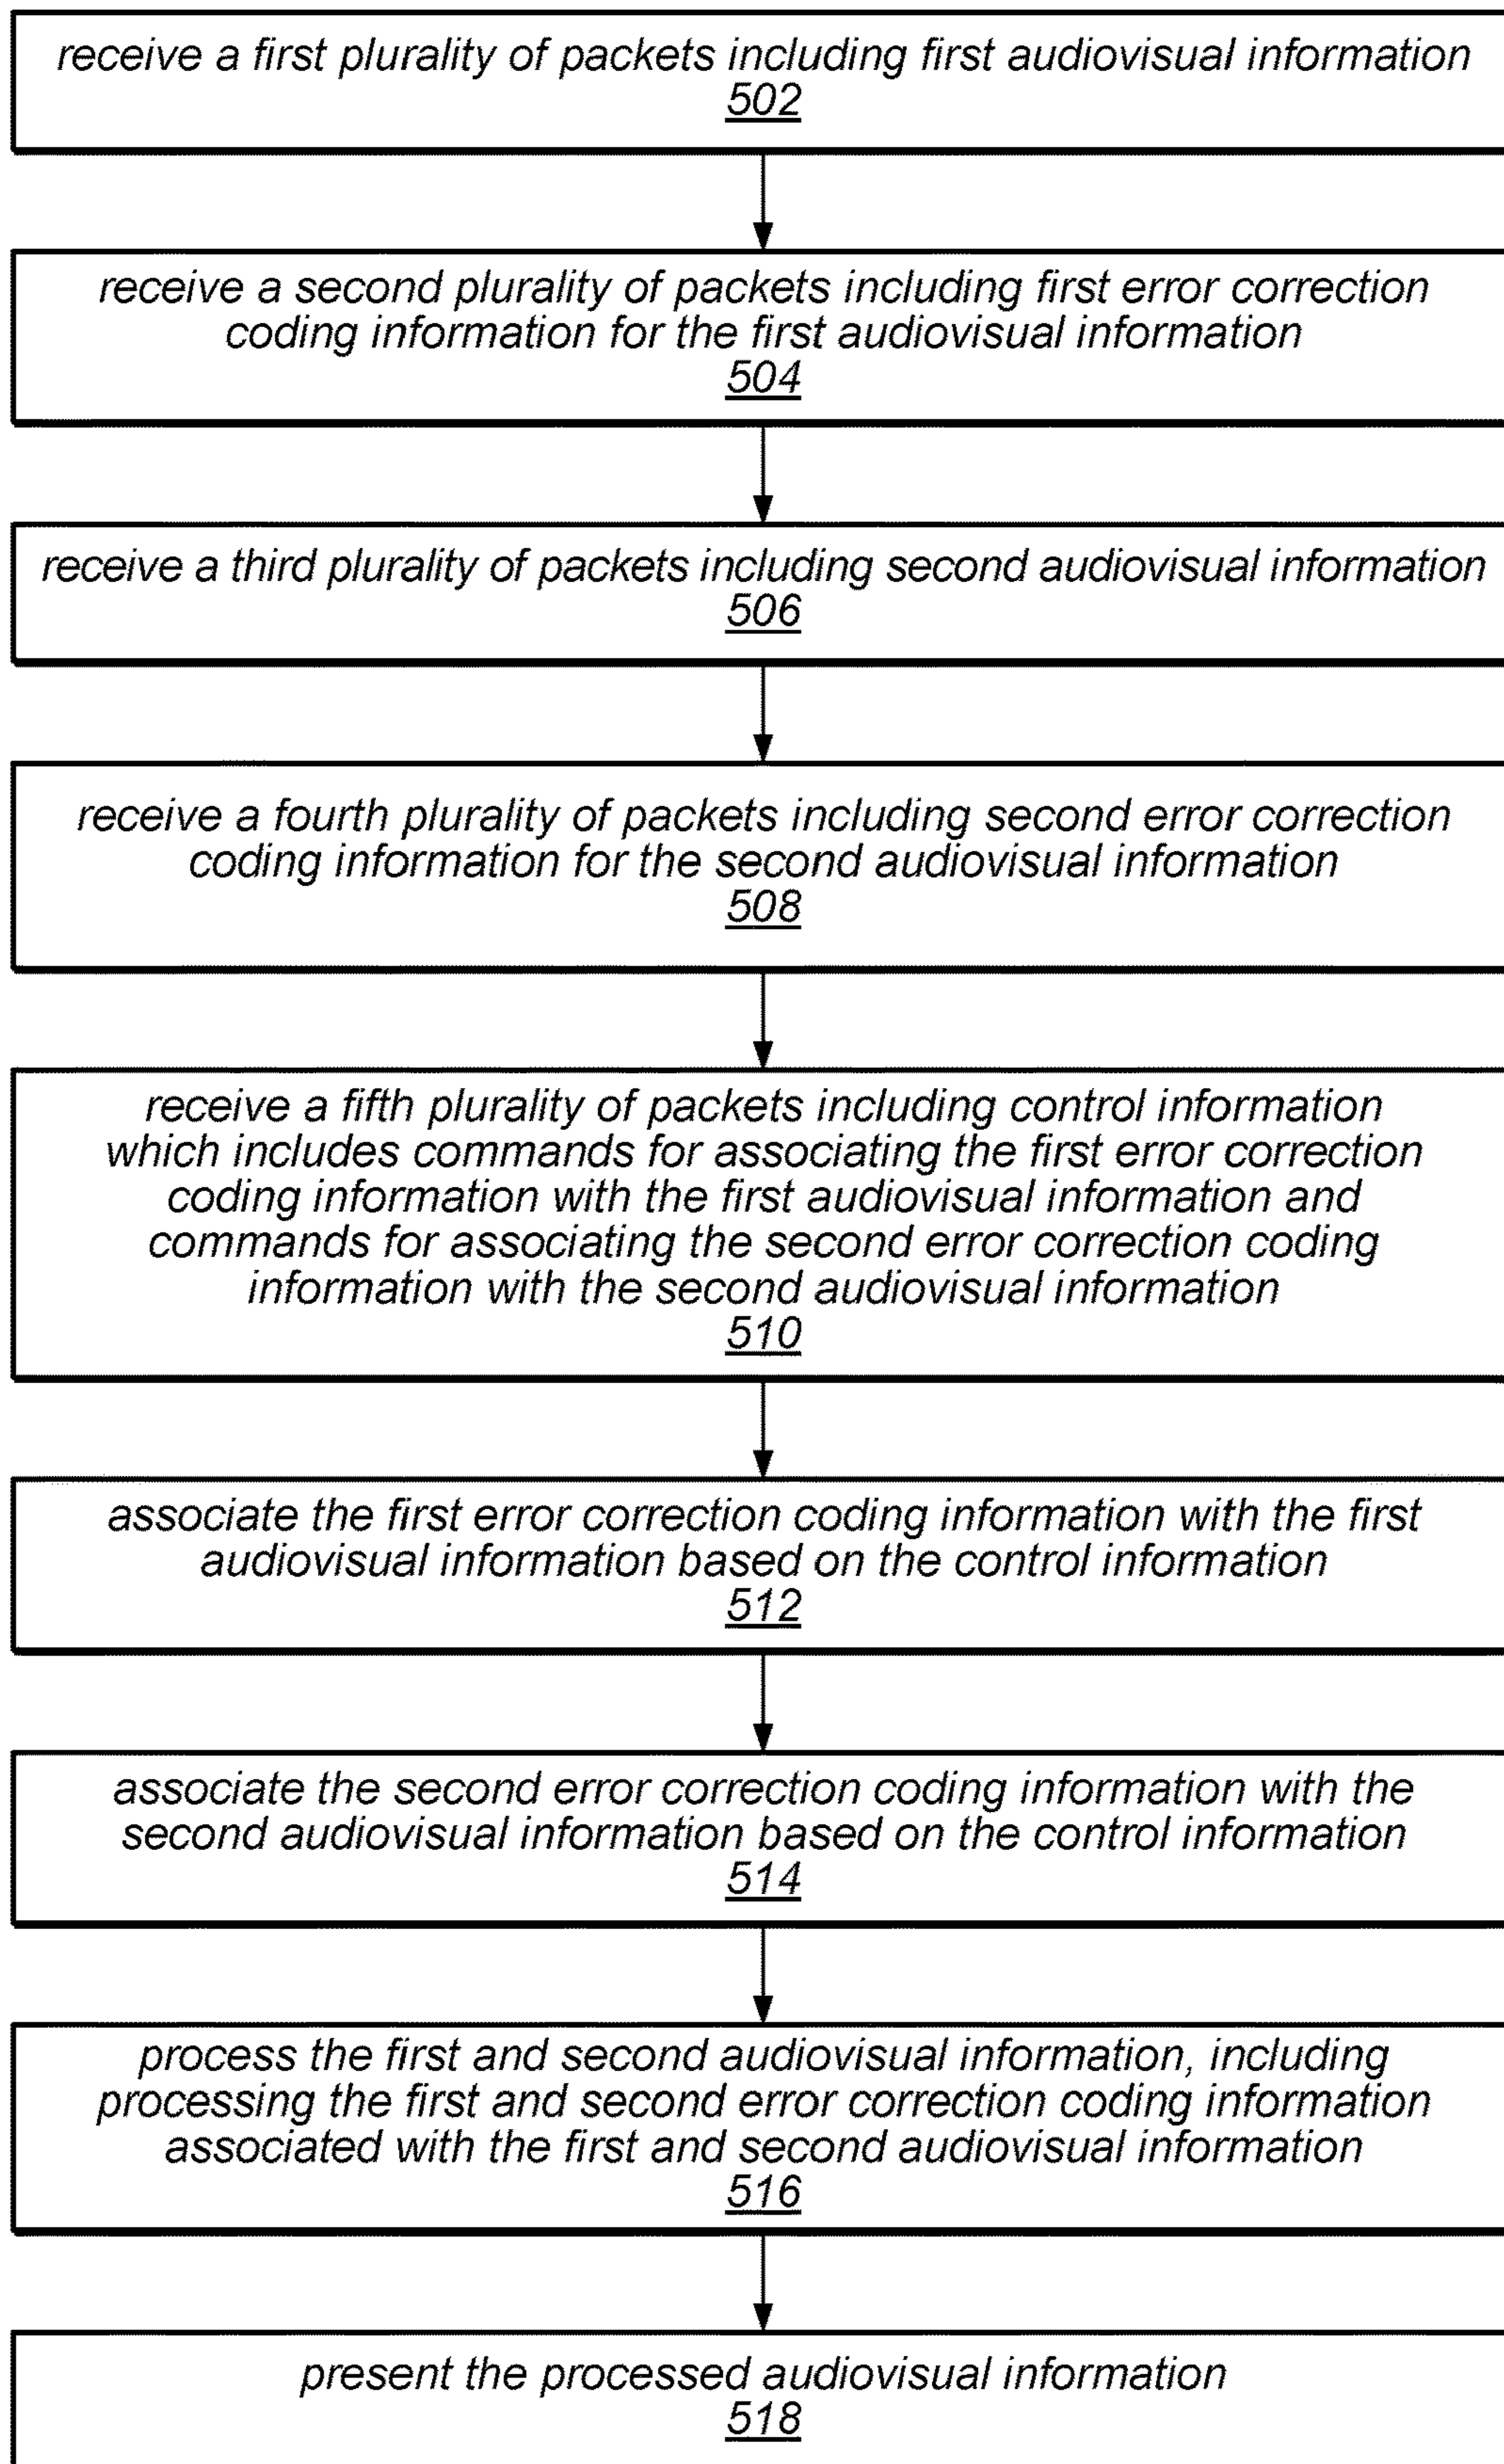 receive a first plurality of packets including first audiovisual information
502
receive a second plurality of packets including first error correction
coding information for the first audiovisual information
504
receive a third plurality of packets including second audiovisual information
506
receive a fourth plurality of packets including second error correction
coding information for the second audiovisual information
508
receive a fifth plurality of packets including control information
which includes commands for associating the first error correction
coding information with the first audiovisual information and
commands for associating the second error correction coding
information with the second audiovisual information
510
associate the first error correction coding information with the first
audiovisual information based on the control information
512
associate the second error correction coding information with the
second audiovisual information based on the control information
514
process the first and second audiovisual information, including
processing the first and second error correction coding information
associated with the first and second audiovisual information
516
present the processed audiovisual information
518